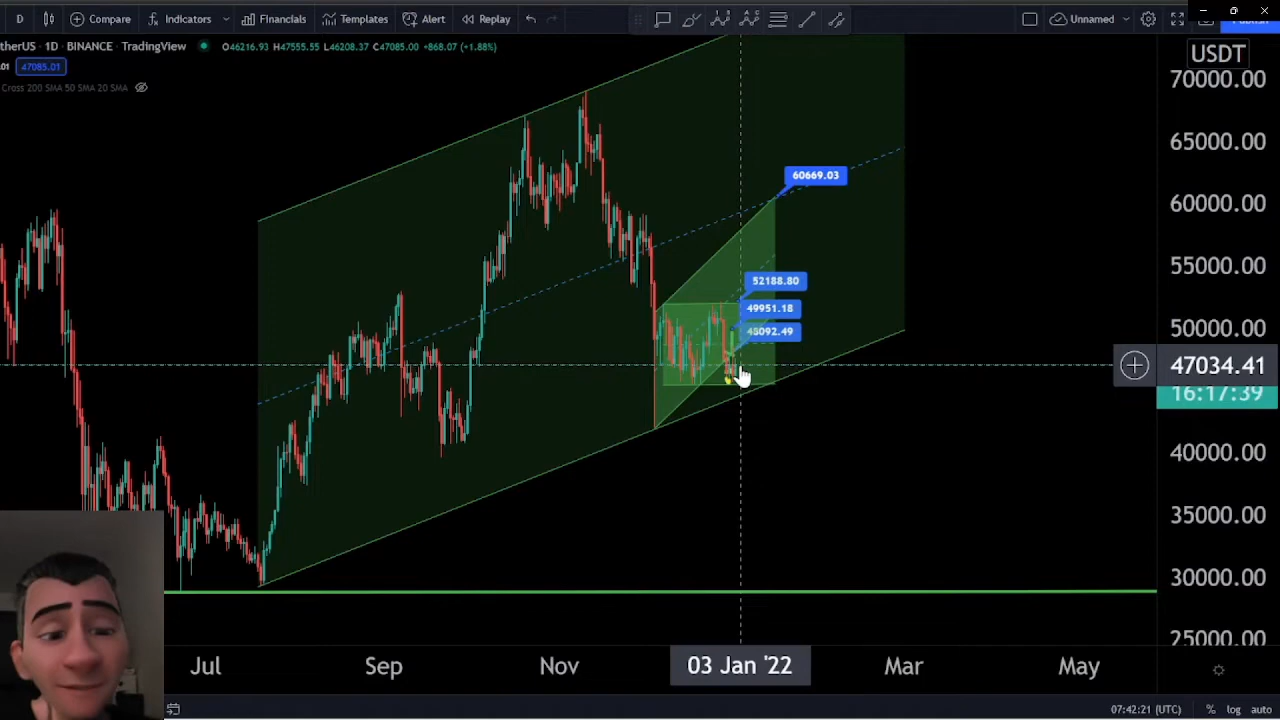 D Compare Indicators Financials Templates Alert Replay Unnamed
therUS · 1D · BINANCE · TradingView O46216.93 H47555.55 L46208.37 C47085.00 +868.07 (+1.88%)
01 47085.01
Cross 200 SMA 50 SMA 20 SMA
USDT
70000.00
65000.00
60000.00
55000.00
50000.00
47034.41
16:17:39
40000.00
35000.00
30000.00
25000.00
60669.03
52188.80
49951.18
48092.49
Jul Sep Nov 03 Jan '22 Mar May
07:42:21 (UTC) % log auto